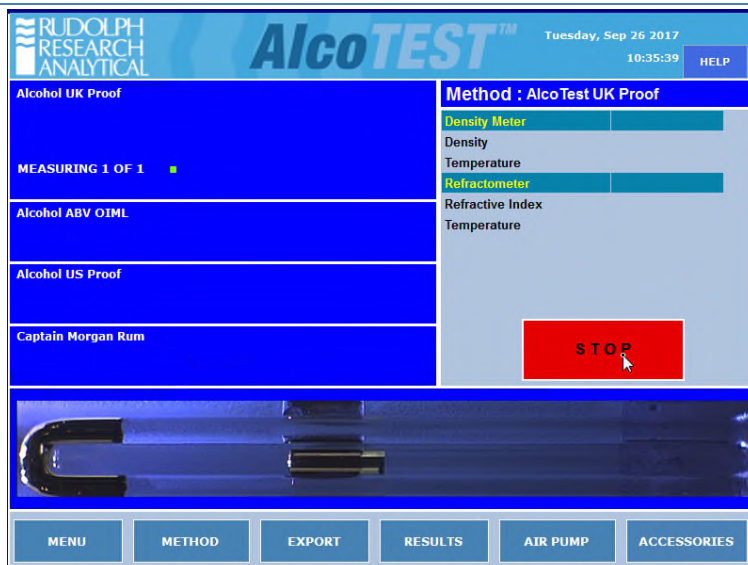 RUDOLPH
RESEARCH
ANALYTICAL
AlcoTEST™
Tuesday, Sep 26 2017
10:35:39
HELP
Alcohol UK Proof
MEASURING 1 OF 1
Alcohol ABV OIML
Alcohol US Proof
Captain Morgan Rum
Method : AlcoTest UK Proof
Density Meter
Density
Temperature
Refractometer
Refractive Index
Temperature
STOP
MENU
METHOD
EXPORT
RESULTS
AIR PUMP
ACCESSORIES